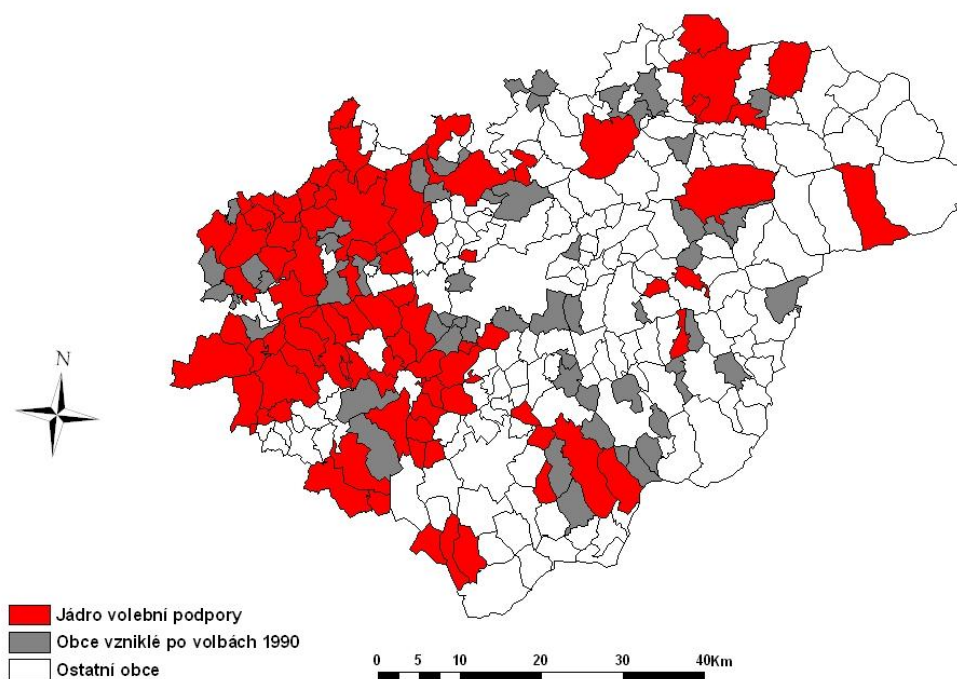 N
Jádro volební podpory
Obce vzniklé po volbách 1990
Ostatní obce
0 5 10 20 30 40Km